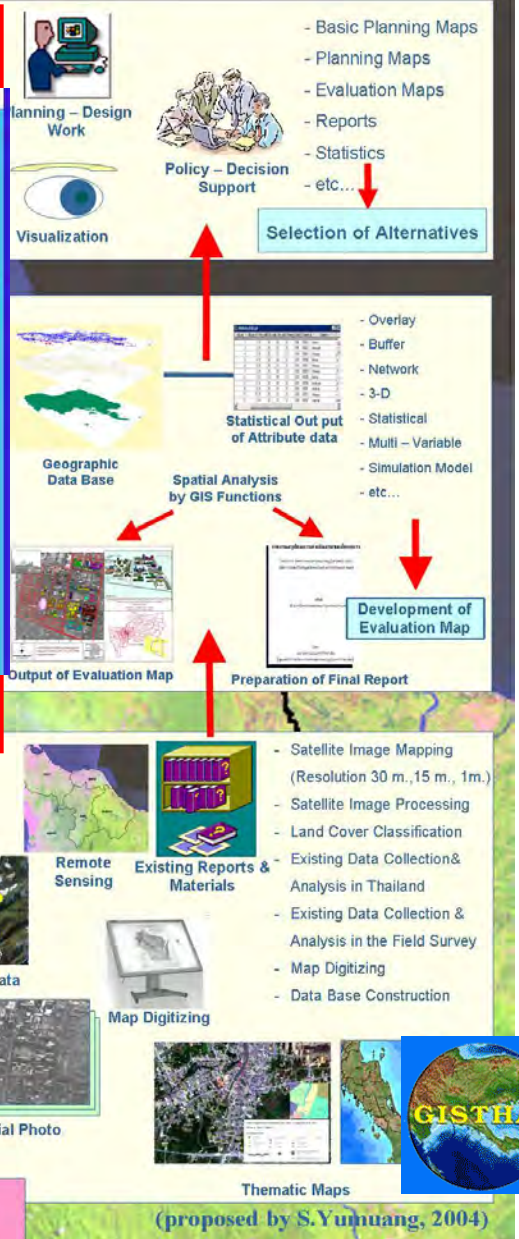 - Basic Planning Maps
- Planning Maps
- Evaluation Maps
- Reports
- Statistics
- etc...
lanning – Design
Work
Policy – Decision
Support
Visualization
Selection of Alternatives
- Overlay
- Buffer
- Network
- 3-D
- Statistical
- Multi – Variable
- Simulation Model
- etc...
Statistical Out put
of Attribute data
Geographic
Data Base
Spatial Analysis
by GIS Functions
Development of
Evaluation Map
Output of Evaluation Map
Preparation of Final Report
- Satellite Image Mapping
(Resolution 30 m.,15 m., 1m.)
- Satellite Image Processing
- Land Cover Classification
- Existing Data Collection&
Analysis in Thailand
- Existing Data Collection &
Analysis in the Field Survey
- Map Digitizing
- Data Base Construction
Remote
Sensing
Existing Reports &
Materials
ata
Map Digitizing
ial Photo
GISTHA
Thematic Maps
(proposed by S.Yumuang, 2004)